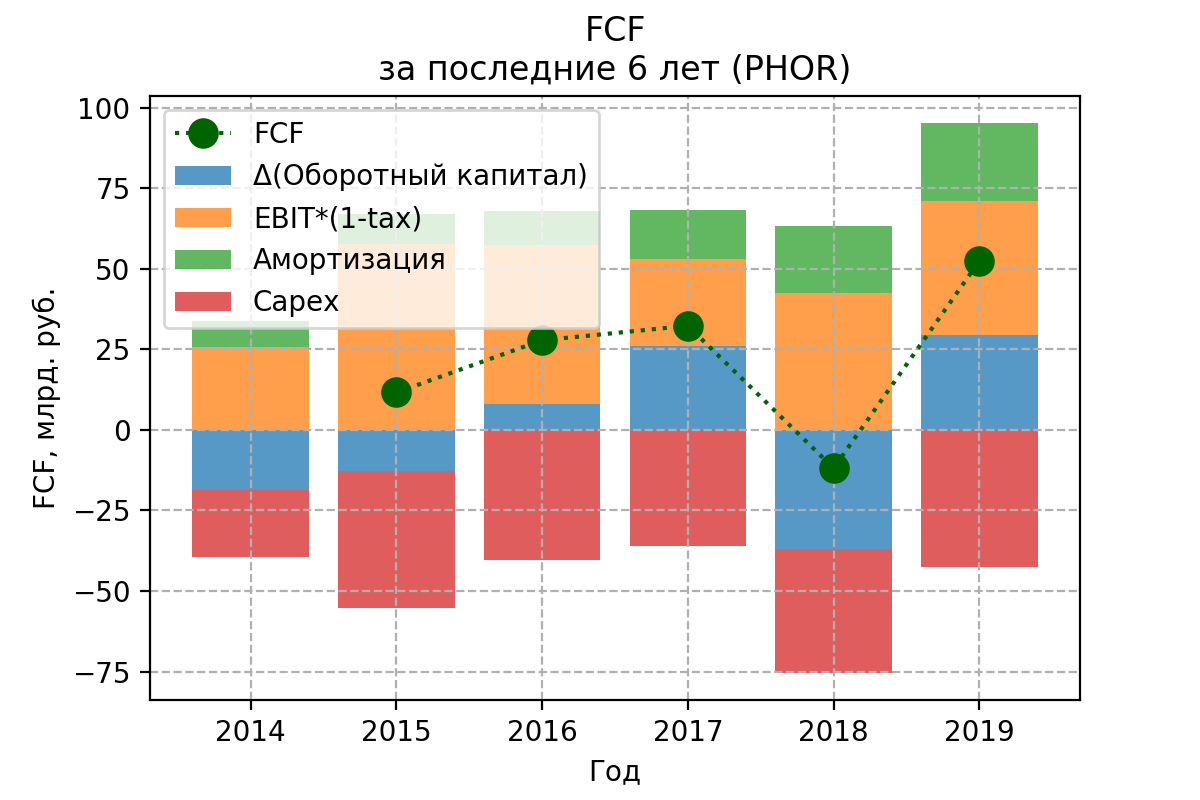 FCF
за последние 6 лет (PHOR)
FCF, млрд. руб.
100
75
50
25
0
−25
−50
−75
FCF
Δ(Оборотный капитал)
EBIT*(1-tax)
Амортизация
Capex
2014 2015 2016 2017 2018 2019
Год